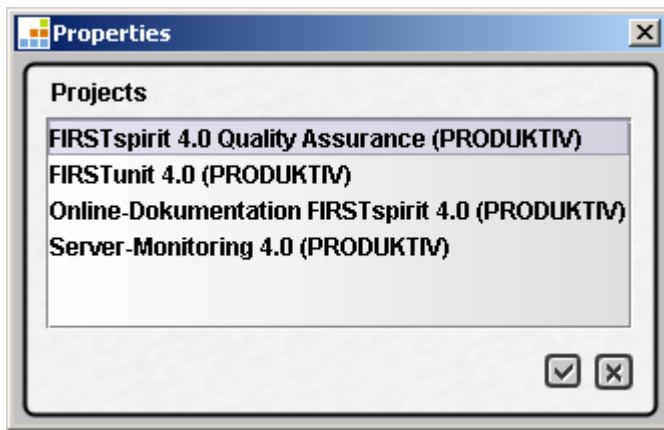 Properties
Projects
FIRSTspirit 4.0 Quality Assurance (PRODUKTIV)
FIRSTunit 4.0 (PRODUKTIV)
Online-Dokumentation FIRSTspirit 4.0 (PRODUKTIV)
Server-Monitoring 4.0 (PRODUKTIV)